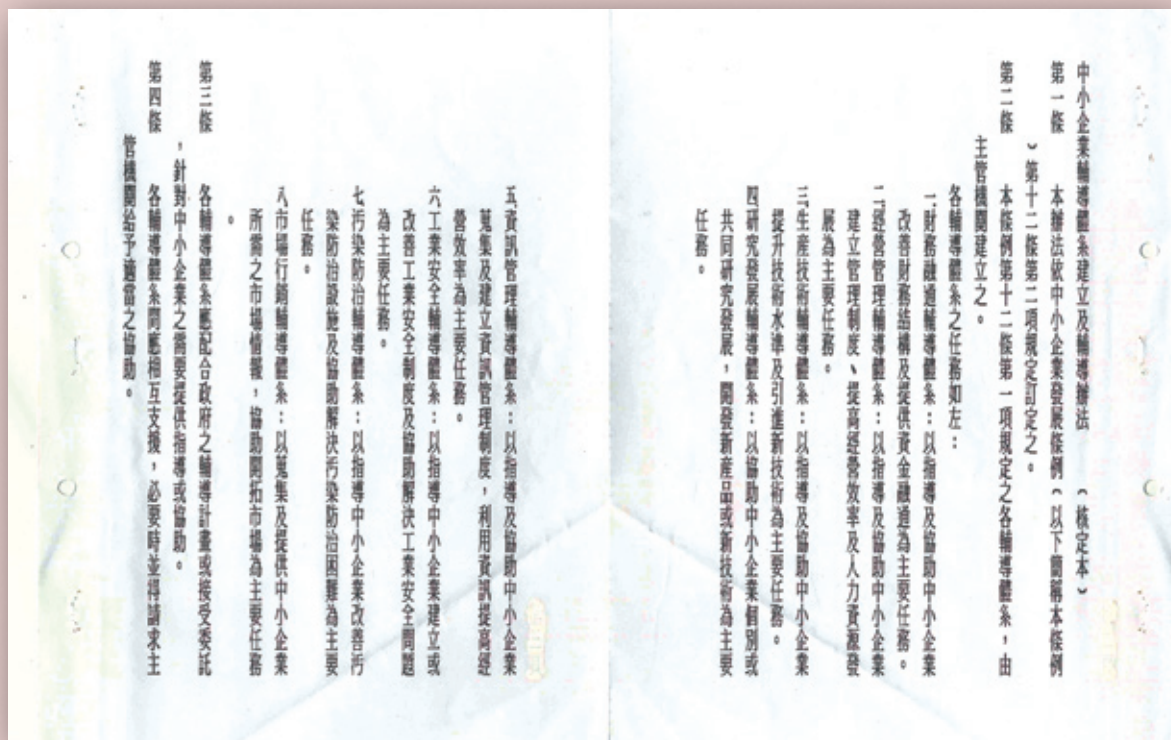 中小企業輔導體系建立及輔導辦法　　（核定本）
第一條　　本辦法依中小企業發展條例（以下簡稱本條例
）第十二條第二項規定訂定之。
第二條　　本條例第十二條第一項規定之各輔導體系，由
主管機關建立之。
各輔導體系之任務如左：
一、財務融通輔導體系：以指導及協助中小企業
改善財務結構及提供資金融通為主要任務。
二、經營管理輔導體系：以指導及協助中小企業
建立管理制度、提高經營效率及人力資源發
展為主要任務。
三、生產技術輔導體系：以指導及協助中小企業
提升技術水準及引進新技術為主要任務。
四、研究發展輔導體系：以協助中小企業個別或
共同研究發展，開發新產品或新技術為主要
任務。
五、資訊管理輔導體系：以指導及協助中小企業
蒐集及建立資訊管理制度，利用資訊提高經
營效率為主要任務。
六、工業安全輔導體系：以指導中小企業建立或
改善工業安全制度及協助解決工業安全問題
為主要任務。
七、污染防治輔導體系：以指導中小企業改善污
染防治設施及協助解決污染防治困難為主要
任務。
八、市場行銷輔導體系：以蒐集及提供中小企業
所需之市場情報，協助開拓市場為主要任務
。
第三條　　各輔導體系應配合政府之輔導計畫或接受委託
，針對中小企業之需要提供指導或協助。
第四條　　各輔導體系間應相互支援，必要時並得請求主
管機關給予適當之協助。